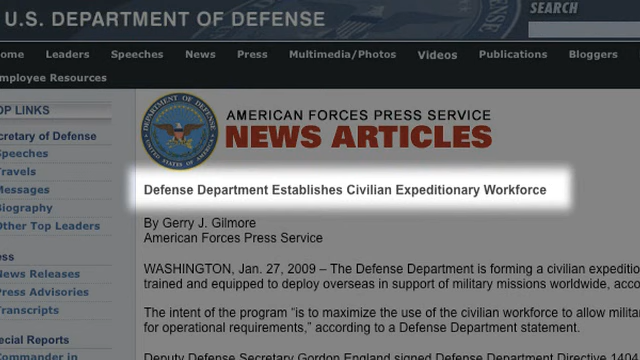 U.S. DEPARTMENT OF DEFENSE
SEARCH
ome Leaders Speeches News Press Multimedia/Photos Videos Publications Bloggers
mployee Resources
OP LINKS
cretary of Defense
Speeches
Travels
Messages
Biography
Other Top Leaders
ess
News Releases
Press Advisories
Transcripts
ecial Reports
Commander in
AMERICAN FORCES PRESS SERVICE
NEWS ARTICLES
Defense Department Establishes Civilian Expeditionary Workforce
By Gerry J. Gilmore
American Forces Press Service
WASHINGTON, Jan. 27, 2009 – The Defense Department is forming a civilian expeditio
trained and equipped to deploy overseas in support of military missions worldwide, acco
The intent of the program "is to maximize the use of the civilian workforce to allow milita
for operational requirements," according to a Defense Department statement.
Deputy Defense Secretary Gordon England signed Defense Department Directive 1404